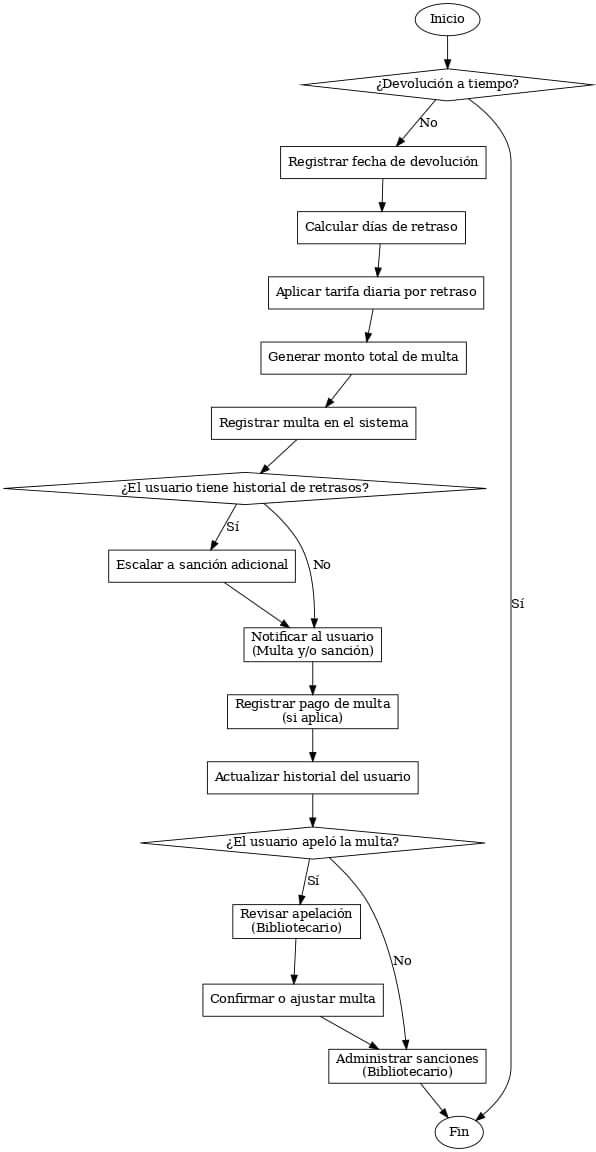 Inicio
¿Devolución a tiempo?
No
Registrar fecha de devolución
Calcular días de retraso
Aplicar tarifa diaria por retraso
Generar monto total de multa
Registrar multa en el sistema
¿El usuario tiene historial de retrasos?
Sí
Escalar a sanción adicional
No
Sí
Notificar al usuario
(Multa y/o sanción)
Registrar pago de multa
(si aplica)
Actualizar historial del usuario
¿El usuario apeló la multa?
Sí
Revisar apelación
(Bibliotecario)
No
Confirmar o ajustar multa
Administrar sanciones
(Bibliotecario)
Fin